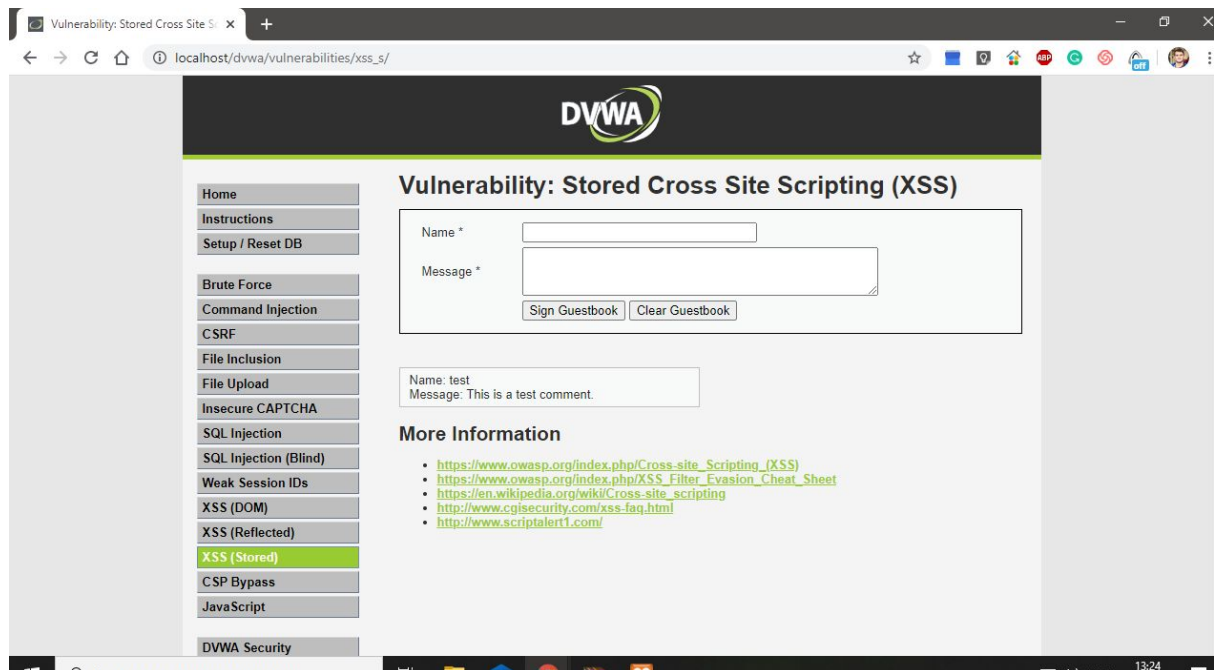 Vulnerability: Stored Cross Site S
localhost/dvwa/vulnerabilities/xss_s/
ABP
G
off
DVWA
Home
Instructions
Setup / Reset DB
Brute Force
Command Injection
CSRF
File Inclusion
File Upload
Insecure CAPTCHA
SQL Injection
SQL Injection (Blind)
Weak Session IDs
XSS (DOM)
XSS (Reflected)
XSS (Stored)
CSP Bypass
JavaScript
DVWA Security
Vulnerability: Stored Cross Site Scripting (XSS)
Name *
Message *
Sign Guestbook Clear Guestbook
Name: test
Message: This is a test comment.
More Information
https://www.owasp.org/index.php/Cross-site_Scripting_(XSS)
https://www.owasp.org/index.php/XSS_Filter_Evasion_Cheat_Sheet
https://en.wikipedia.org/wiki/Cross-site_scripting
http://www.cgisecurity.com/xss-faq.html
http://www.scriptalert1.com/
13:24